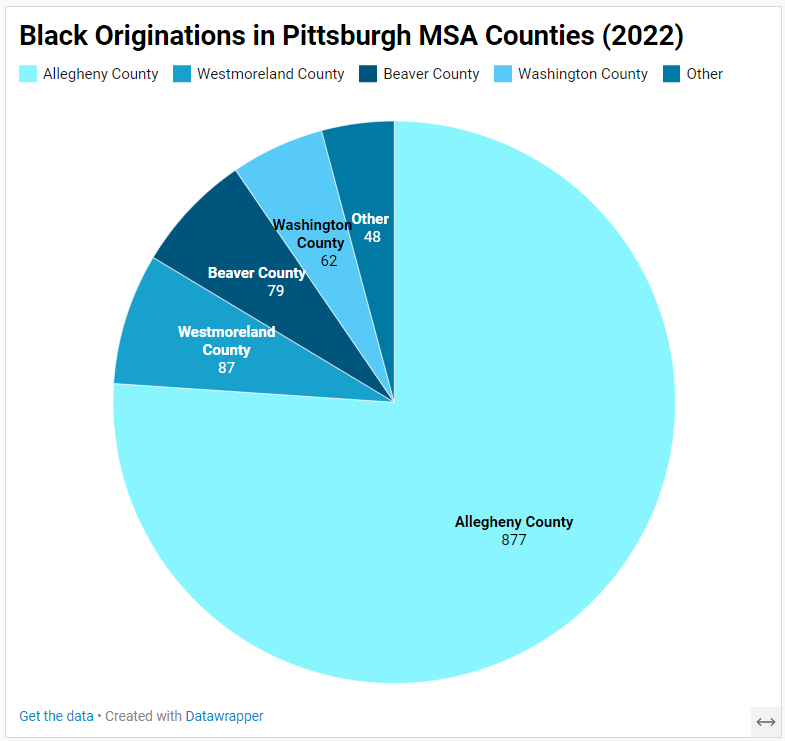 Black Originations in Pittsburgh MSA Counties (2022)
Allegheny County Westmoreland County Beaver County Washington County Other
Other
48
Washington
County
62
Beaver County
79
Westmoreland
County
87
Allegheny County
877
Get the data • Created with Datawrapper